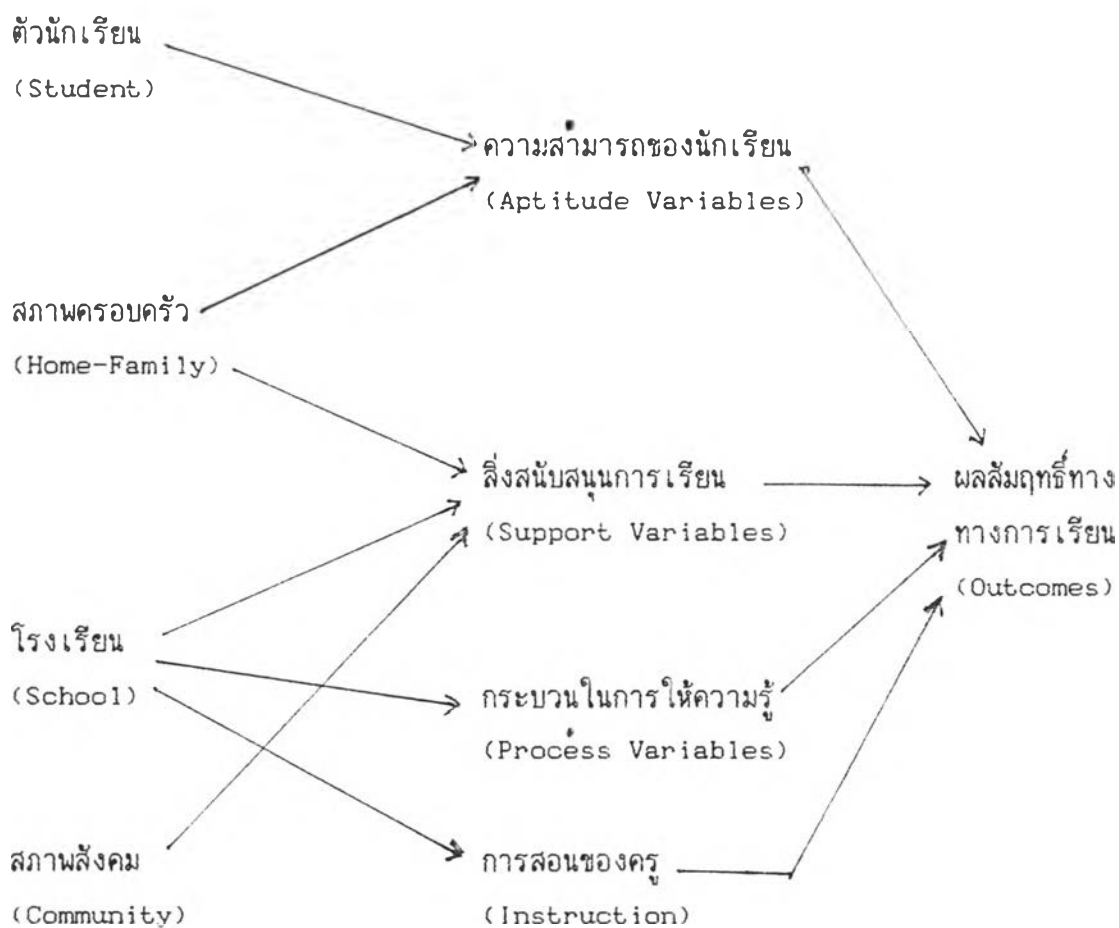 ตัวนักเรียน
(Student)
ความสามารถของนักเรียน
(Aptitude Variables)
สภาพครอบครัว
(Home-Family)
สิ่งสนับสนุนการเรียน
(Support Variables)
ผลสัมฤทธิ์ทาง
ทางการเรียน
(Outcomes)
โรงเรียน
(School)
กระบวนในการให้ความรู้
(Process Variables)
สภาพสังคม
(Community)
การสอนของครู
(Instruction)